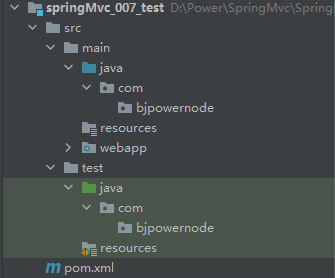 springMvc_007_test D:\Power\SpringMvc\Spring
src
main
java
com
bjpowernode
resources
webapp
test
java
com
bjpowernode
resources
pom.xml